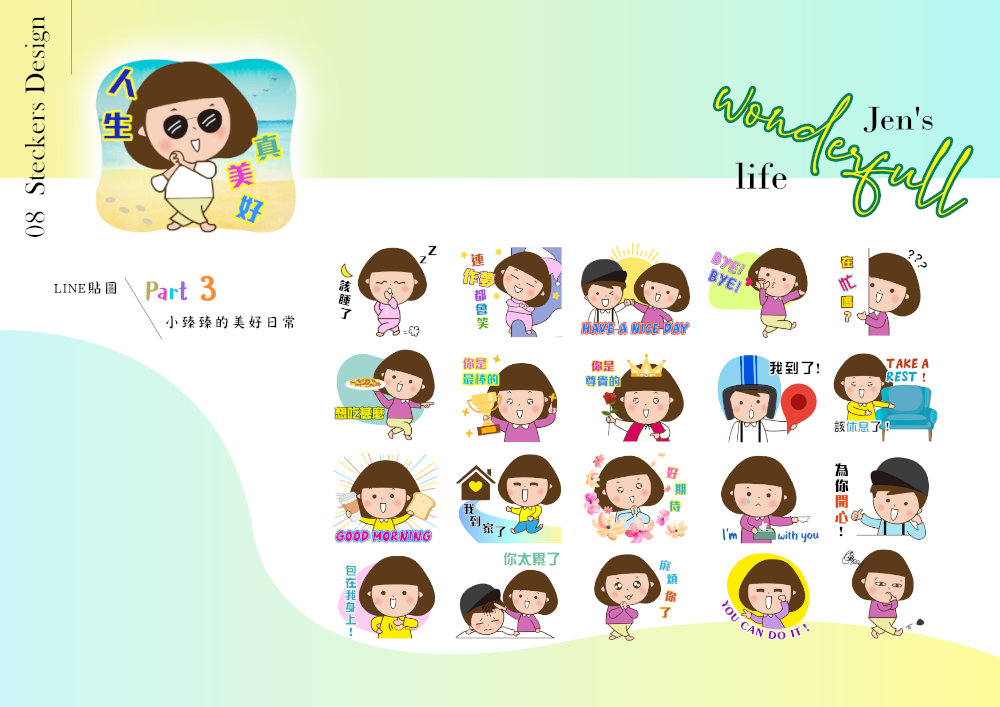 08 Steckers Design
人生
真美好
Jen's
wonderfull
life
LINE貼圖
Part 3
小臻臻的美好日常
zzz
該睡了
連
作夢
都會笑
HAVE A NICE DAY
BYE!
BYE!
在忙嗎?
???
想吃甚麼
你是
最棒的
你是
尊貴的
我到了!
TAKE A
REST !
該休息了!
GOOD MORNING
我到家了
好期待
I'm with you
為你開心!
包在我身上!
你太累了
麻煩你了
YOU CAN DO IT !